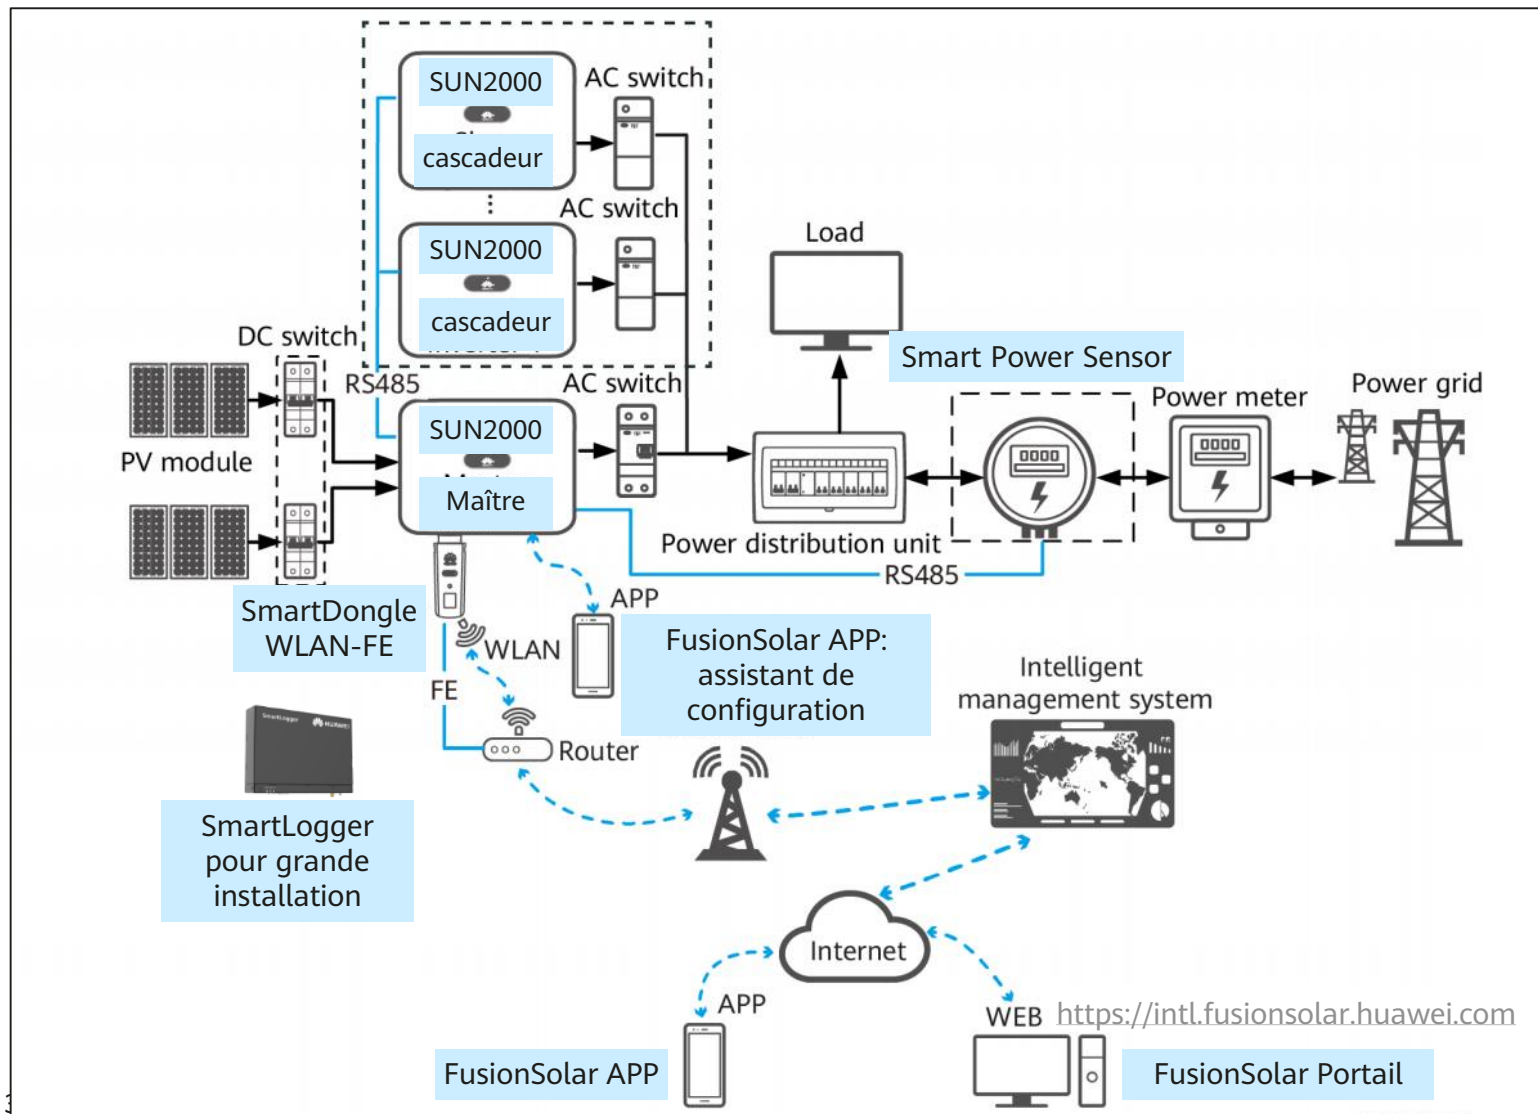 SUN2000
AC switch
cascadeur
AC switch
SUN2000
cascadeur
Load
DC switch
Smart Power Sensor
RS485
AC switch
Power meter
Power grid
SUN2000
PV module
Maître
Power distribution unit
RS485
SmartDongle
WLAN-FE
APP
WLAN
FusionSolar APP:
assistant de
configuration
FE
Intelligent
management system
SmartLogger
HUAWEI
Router
SmartLogger
pour grande
installation
Internet
APP
WEB
https://intl.fusionsolar.huawei.com
FusionSolar APP
FusionSolar Portail